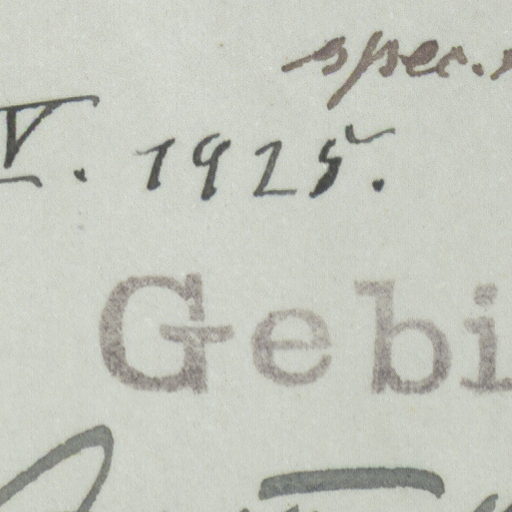 spec.
V. 1925.
Gebi